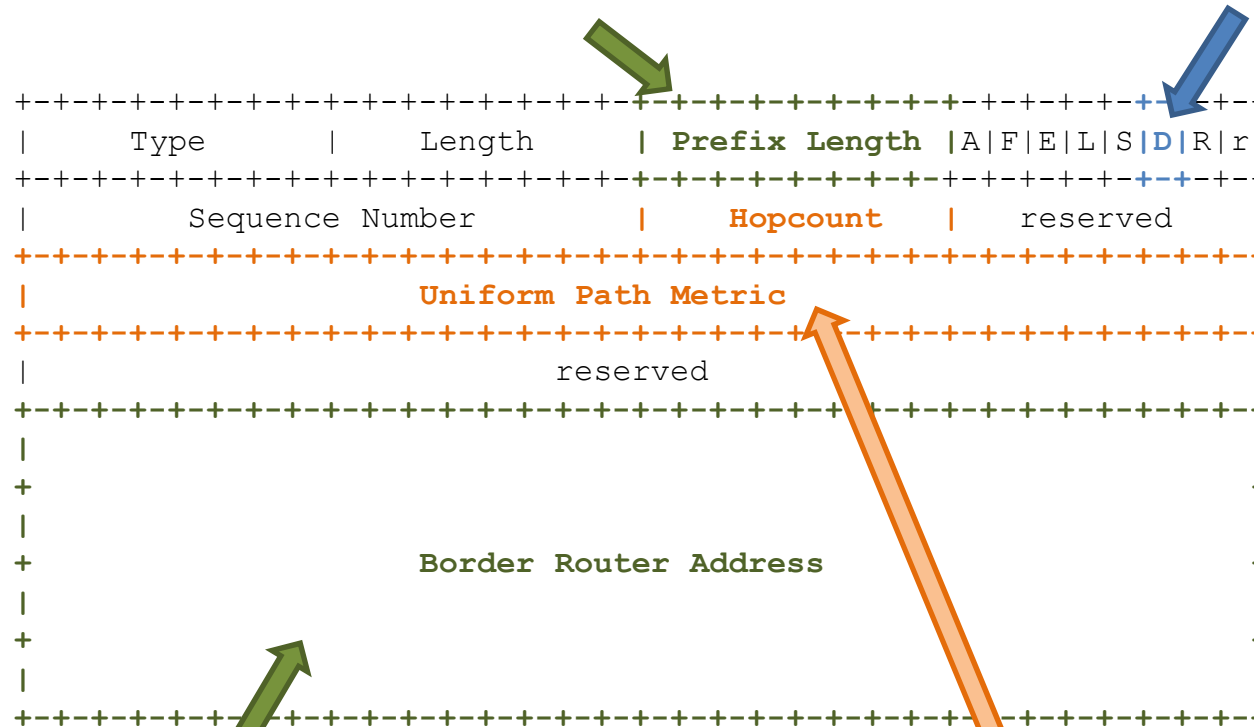 +-+-+-+-+-+-+-+-+-+-+-+-+-+-+-+-+-+-+-+-+-+-+-+-+-+-+-+-+-+-+-+-
| Type | Length | Prefix Length |A|F|E|L|S|D|R|r
+-+-+-+-+-+-+-+-+-+-+-+-+-+-+-+-+-+-+-+-+-+-+-+-+-+-+-+-+-+-+-+-
| Sequence Number | Hopcount | reserved
+-+-+-+-+-+-+-+-+-+-+-+-+-+-+-+-+-+-+-+-+-+-+-+-+-+-+-+-+-+-+-+-
| Uniform Path Metric
+-+-+-+-+-+-+-+-+-+-+-+-+-+-+-+-+-+-+-+-+-+-+-+-+-+-+-+-+-+-+-+-
| reserved
+-+-+-+-+-+-+-+-+-+-+-+-+-+-+-+-+-+-+-+-+-+-+-+-+-+-+-+-+-+-+-+-
|
+
|
+ Border Router Address
|
+
|
+-+-+-+-+-+-+-+-+-+-+-+-+-+-+-+-+-+-+-+-+-+-+-+-+-+-+-+-+-+-+-+-